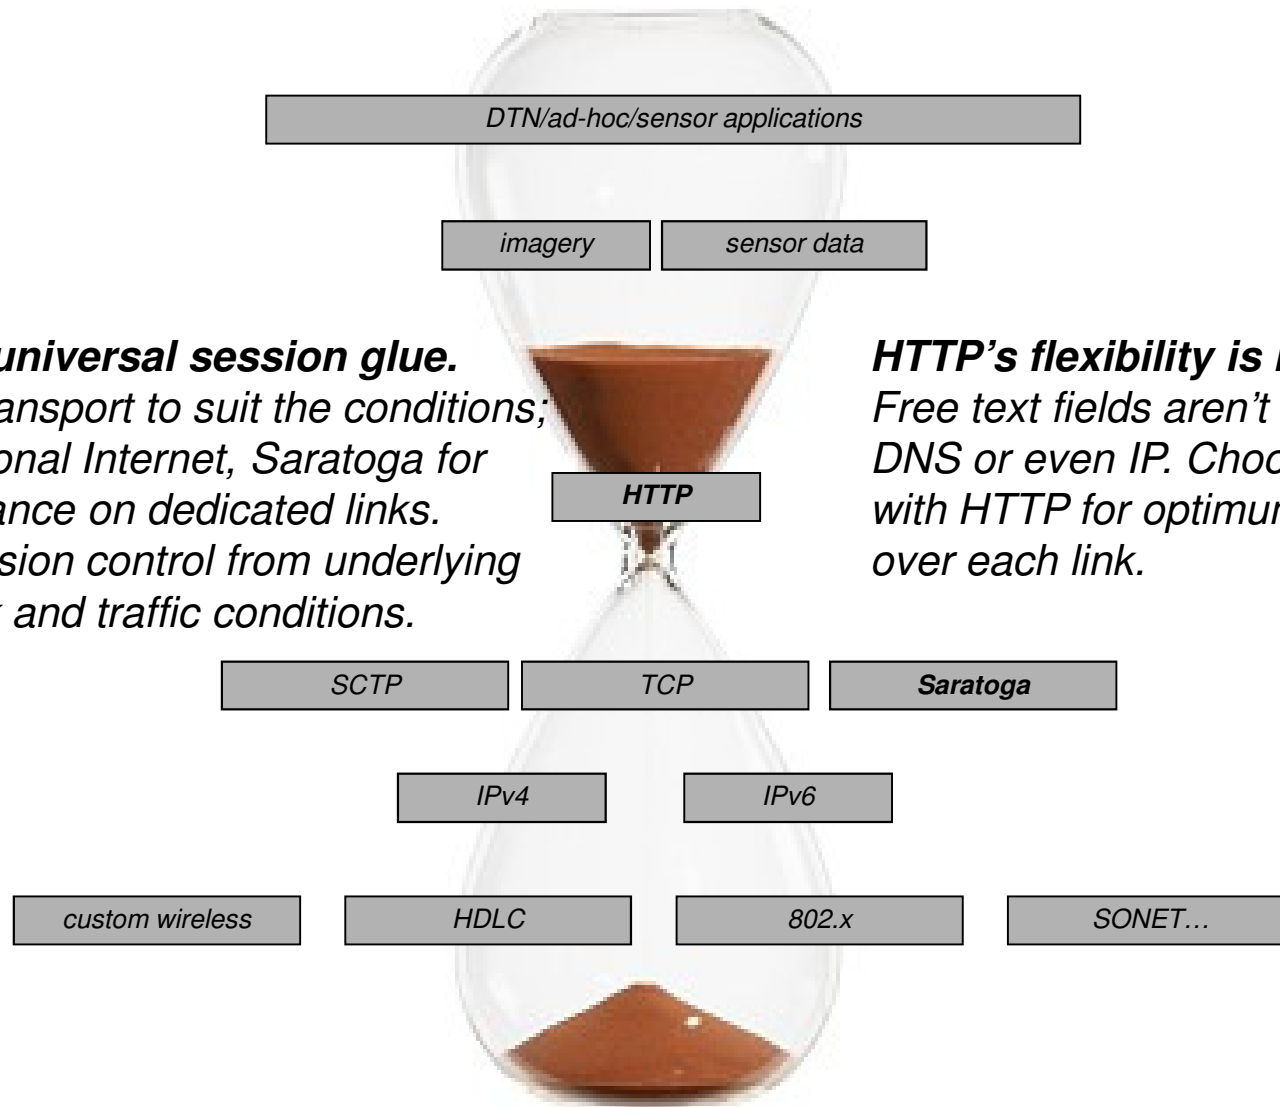 DTN/ad-hoc/sensor applications
imagery
sensor data
universal session glue.
ansport to suit the conditions;
onal Internet, Saratoga for
ance on dedicated links.
sion control from underlying
and traffic conditions.
HTTP's flexibility is
Free text fields aren't
DNS or even IP. Choo
with HTTP for optimu
over each link.
HTTP
SCTP
TCP
Saratoga
IPv4
IPv6
custom wireless
HDLC
802.x
SONET…